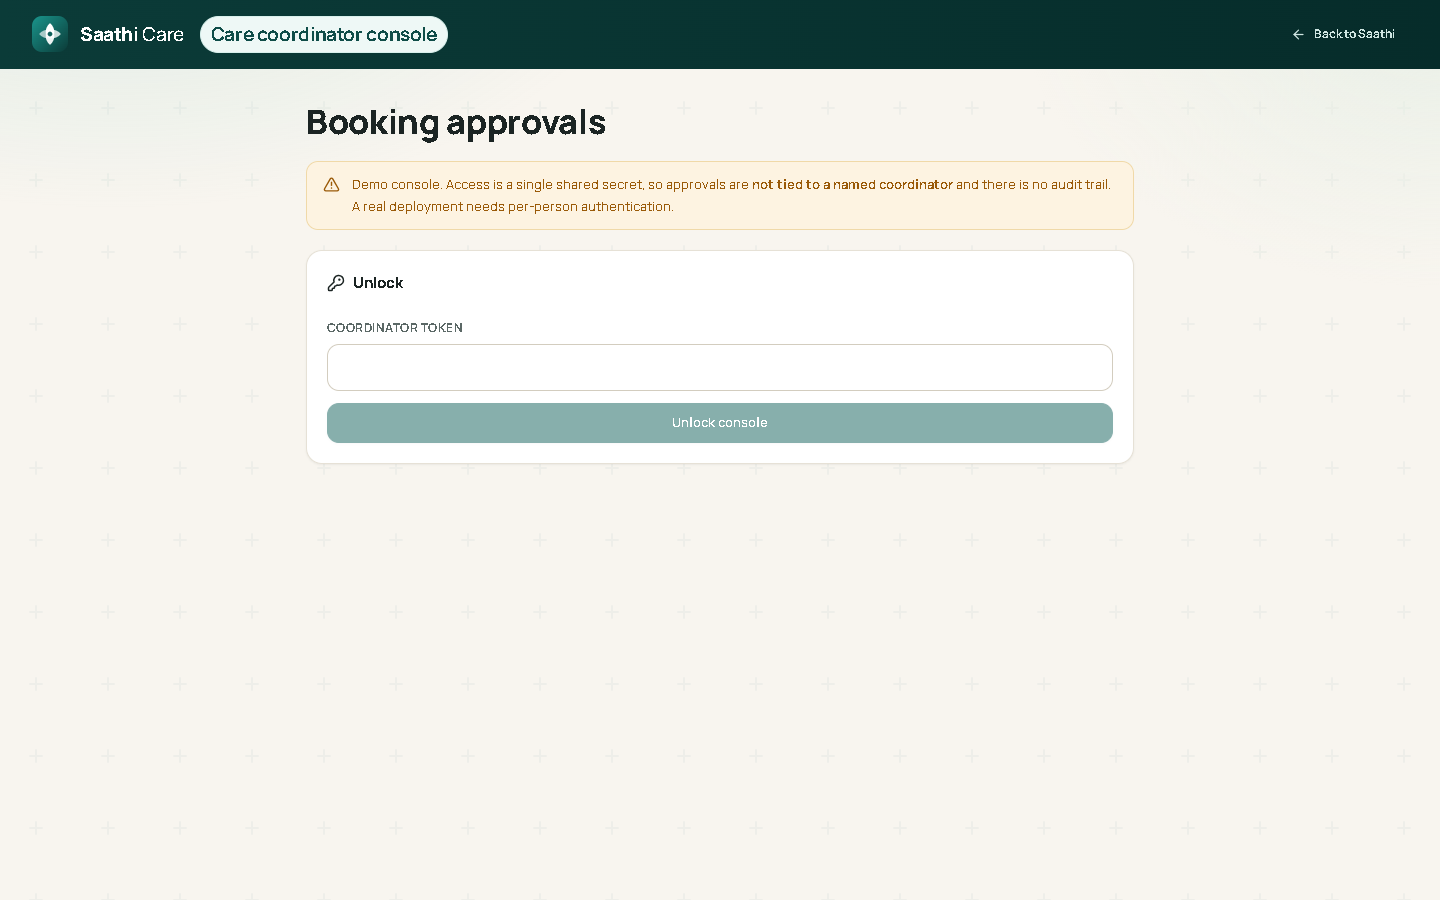 Saathi Care
Care coordinator console
Back to Saathi
Booking approvals
Demo console. Access is a single shared secret, so approvals are not tied to a named coordinator and there is no audit trail.
A real deployment needs per-person authentication.
Unlock
COORDINATOR TOKEN
Unlock console